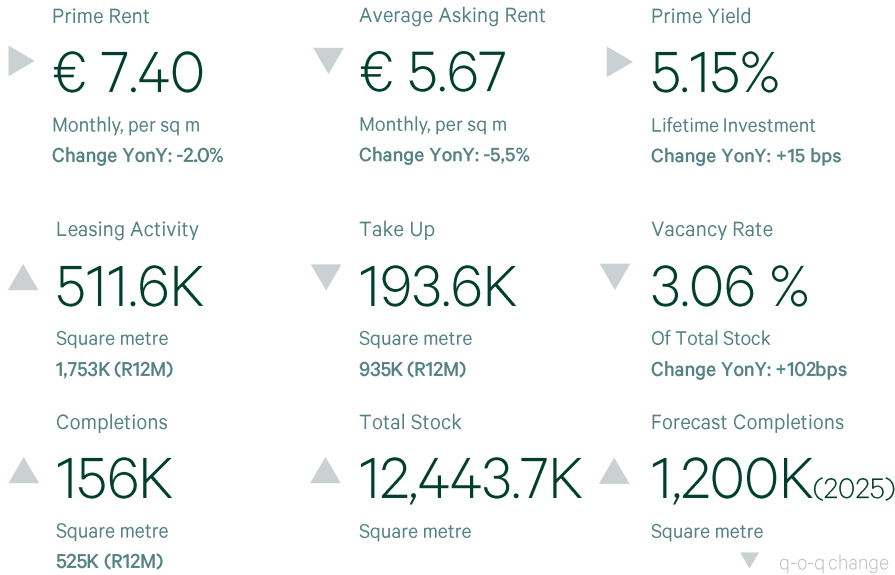 Prime Rent
€ 7.40
Monthly, per sq m
Change YonY: -2.0%
Average Asking Rent
€ 5.67
Monthly, per sq m
Change YonY: -5,5%
Prime Yield
5.15%
Lifetime Investment
Change YonY: +15 bps
Leasing Activity
511.6K
Square metre
1,753K (R12M)
Take Up
193.6K
Square metre
935K (R12M)
Vacancy Rate
3.06 %
Of Total Stock
Change YonY: +102bps
Completions
156K
Square metre
525K (R12M)
Total Stock
12,443.7K
Square metre
Forecast Completions
1,200K(2025)
Square metre
q-o-q change